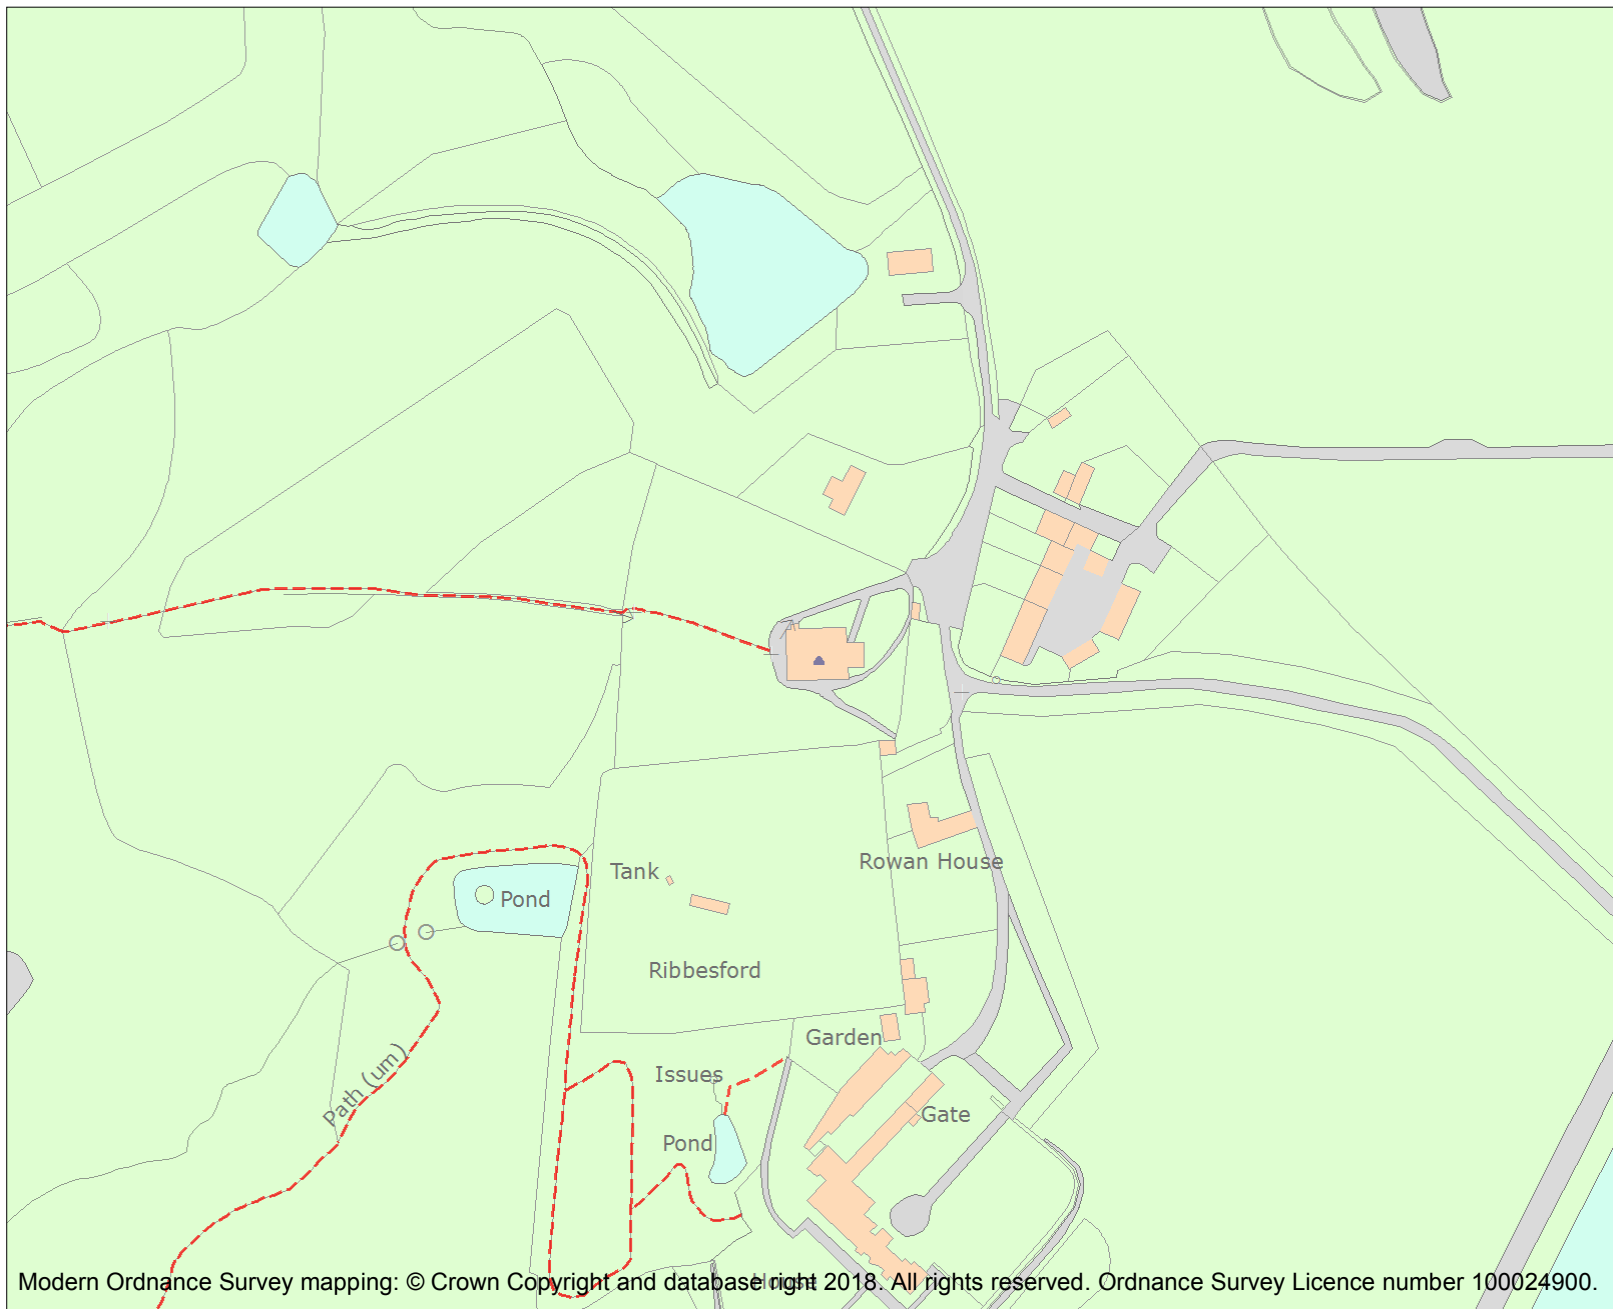 Rowan House
Tank
Pond
Ribbesford
Garden
Issues
Path (um)
Gate
Pond
House
Modern Ordnance Survey mapping: © Crown Copyright and database right 2018. All rights reserved. Ordnance Survey Licence number 100024900.